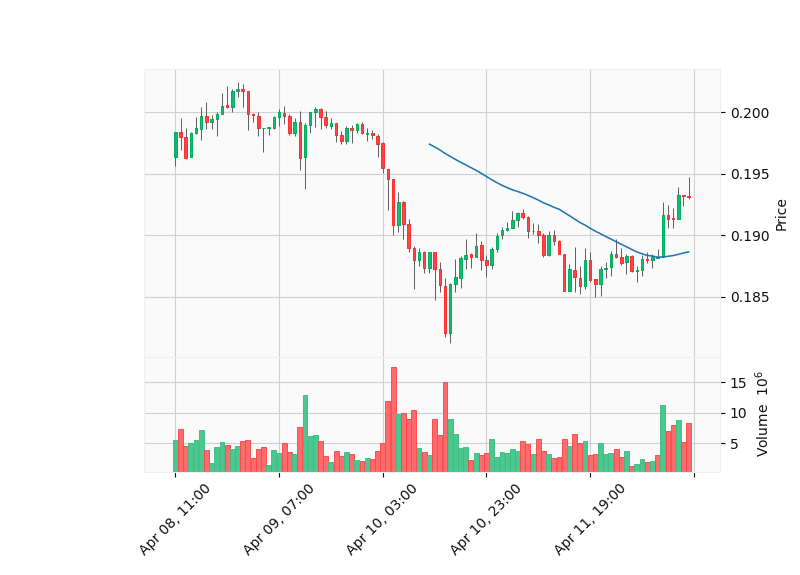 0.200
0.195
0.190
0.185
Price
15
10
5
Volume 10^6
Apr 08, 11:00
Apr 09, 07:00
Apr 10, 03:00
Apr 10, 23:00
Apr 11, 19:00